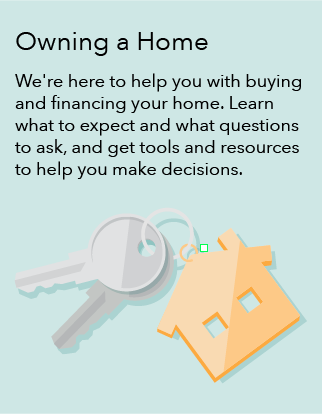 Owning a Home
We're here to help you with buying
and financing your home. Learn
what to expect and what questions
to ask, and get tools and resources
to help you make decisions.